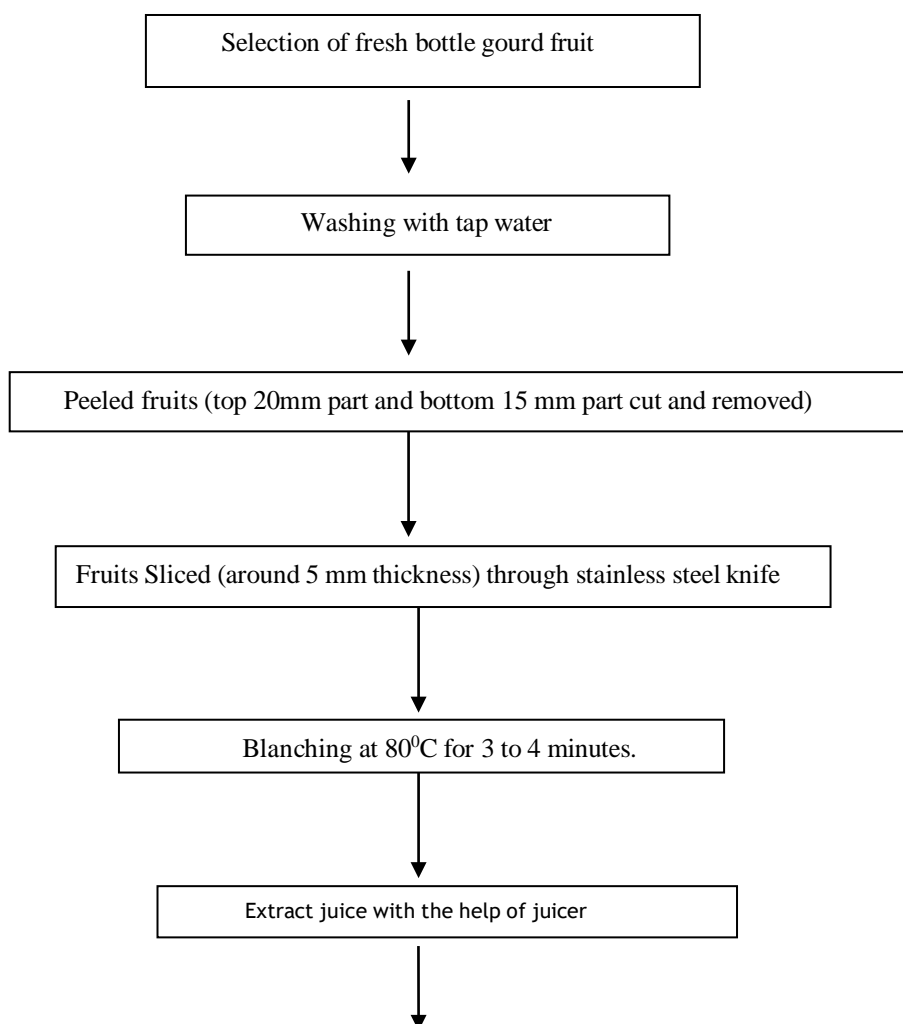 Selection of fresh bottle gourd fruit
Washing with tap water
Peeled fruits (top 20mm part and bottom 15 mm part cut and removed)
Fruits Sliced (around 5 mm thickness) through stainless steel knife
Blanching at 80⁰C for 3 to 4 minutes.
Extract juice with the help of juicer